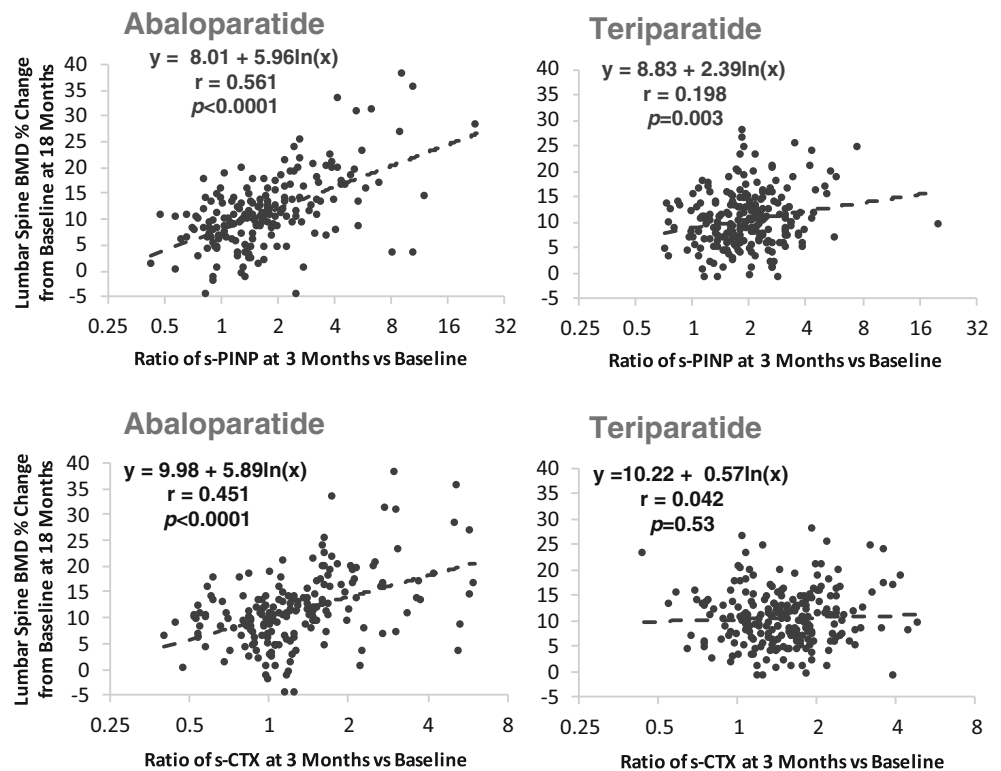 Abaloparatide
y = 8.01 + 5.96ln(x)
r = 0.561
p<0.0001
Lumbar Spine BMD % Change
from Baseline at 18 Months
40
35
30
25
20
15
10
5
0
-5
0.25 0.5 1 2 4 8 16 32
Ratio of s-PINP at 3 Months vs Baseline
Teriparatide
y = 8.83 + 2.39ln(x)
r = 0.198
p=0.003
40
35
30
25
20
15
10
5
0
-5
0.25 0.5 1 2 4 8 16 32
Ratio of s-PINP at 3 Months vs Baseline
Abaloparatide
y = 9.98 + 5.89ln(x)
r = 0.451
p<0.0001
Lumbar Spine BMD % Change
from Baseline at 18 Months
40
35
30
25
20
15
10
5
0
-5
0.25 0.5 1 2 4 8
Ratio of s-CTX at 3 Months vs Baseline
Teriparatide
y =10.22 + 0.57ln(x)
r = 0.042
p=0.53
40
35
30
25
20
15
10
5
0
-5
0.25 0.5 1 2 4 8
Ratio of s-CTX at 3 Months vs Baseline